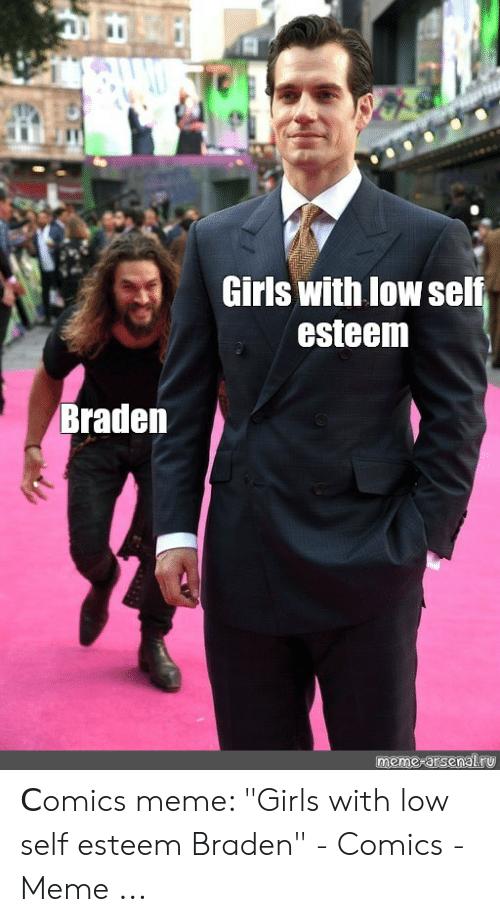 Girls with low self
esteem
Braden
meme-arsenal.ru
Comics meme: "Girls with low
self esteem Braden" - Comics -
Meme ...